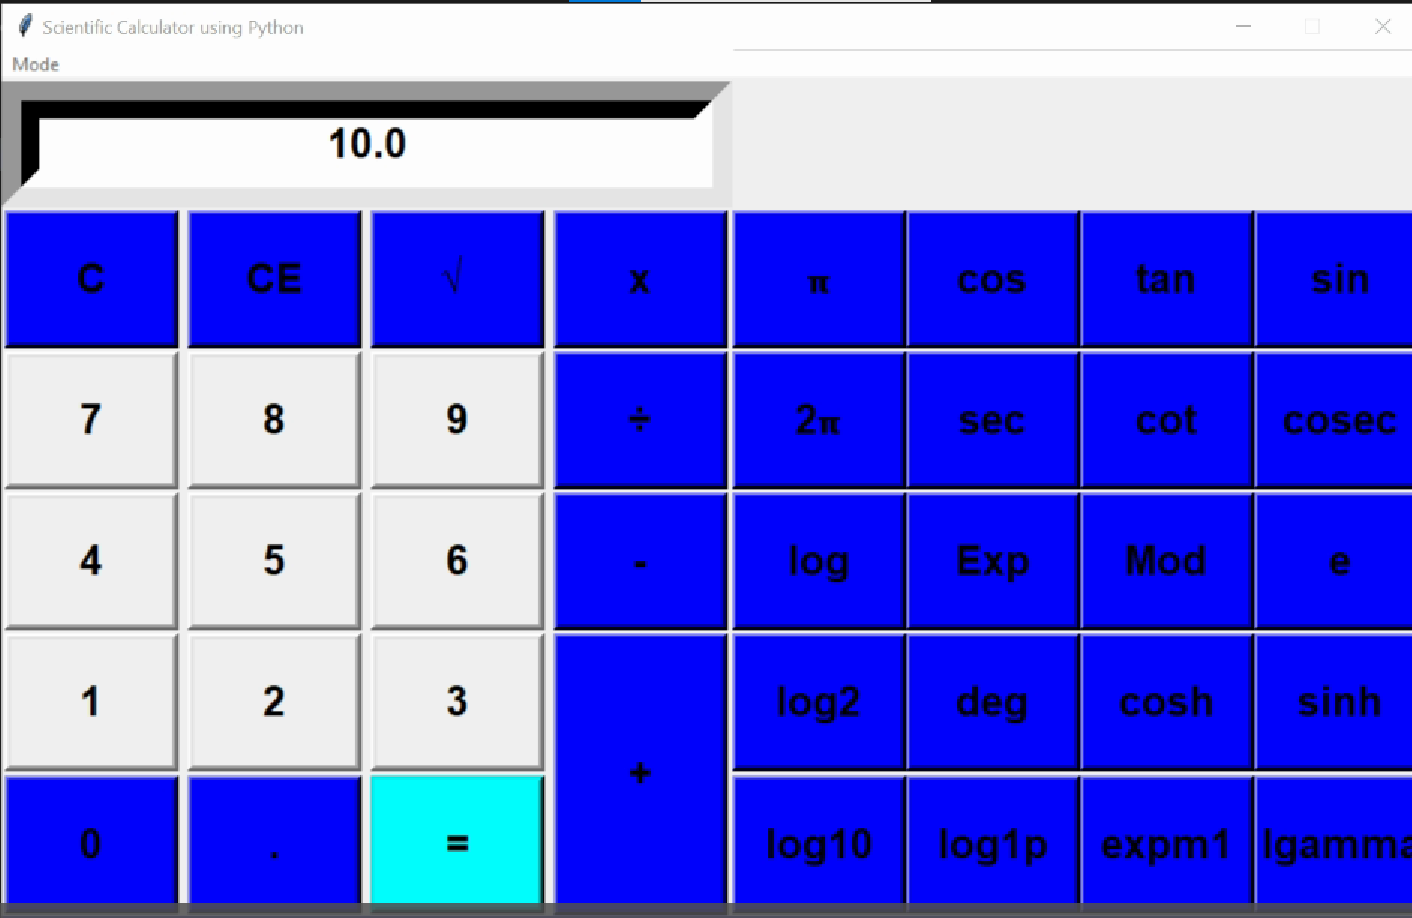 Scientific Calculator using Python
Mode
10.0
C CE √ x π cos tan sin
7 8 9 ÷ 2π sec cot cosec
4 5 6 - log Exp Mod e
1 2 3 log2 deg cosh sinh
+
0 . = log10 log1p expm1 lgamma